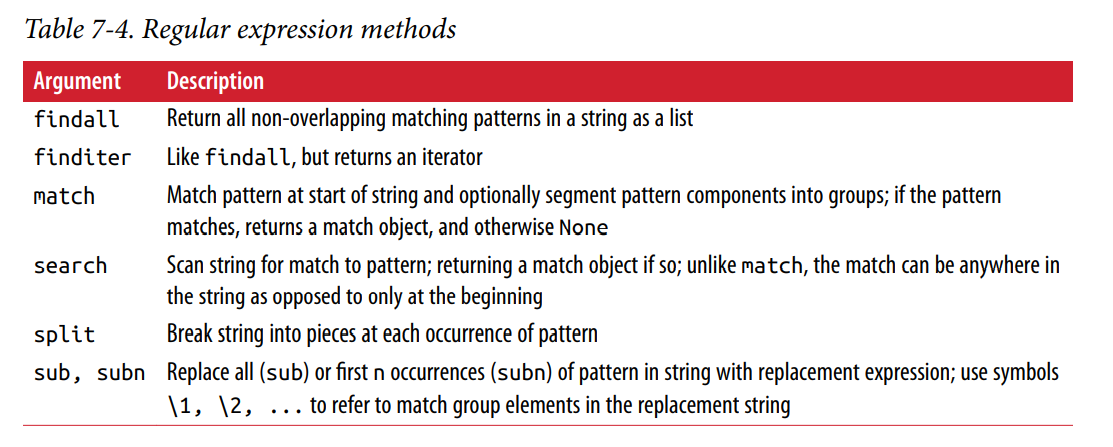 Table 7-4. Regular expression methods
Argument Description
findall Return all non-overlapping matching patterns in a string as a list
finditer Like findall, but returns an iterator
match Match pattern at start of string and optionally segment pattern components into groups; if the pattern
matches, returns a match object, and otherwise None
search Scan string for match to pattern; returning a match object if so; unlike match, the match can be anywhere in
the string as opposed to only at the beginning
split Break string into pieces at each occurrence of pattern
sub, subn Replace all (sub) or first n occurrences (subn) of pattern in string with replacement expression; use symbols
\1, \2, ... to refer to match group elements in the replacement string